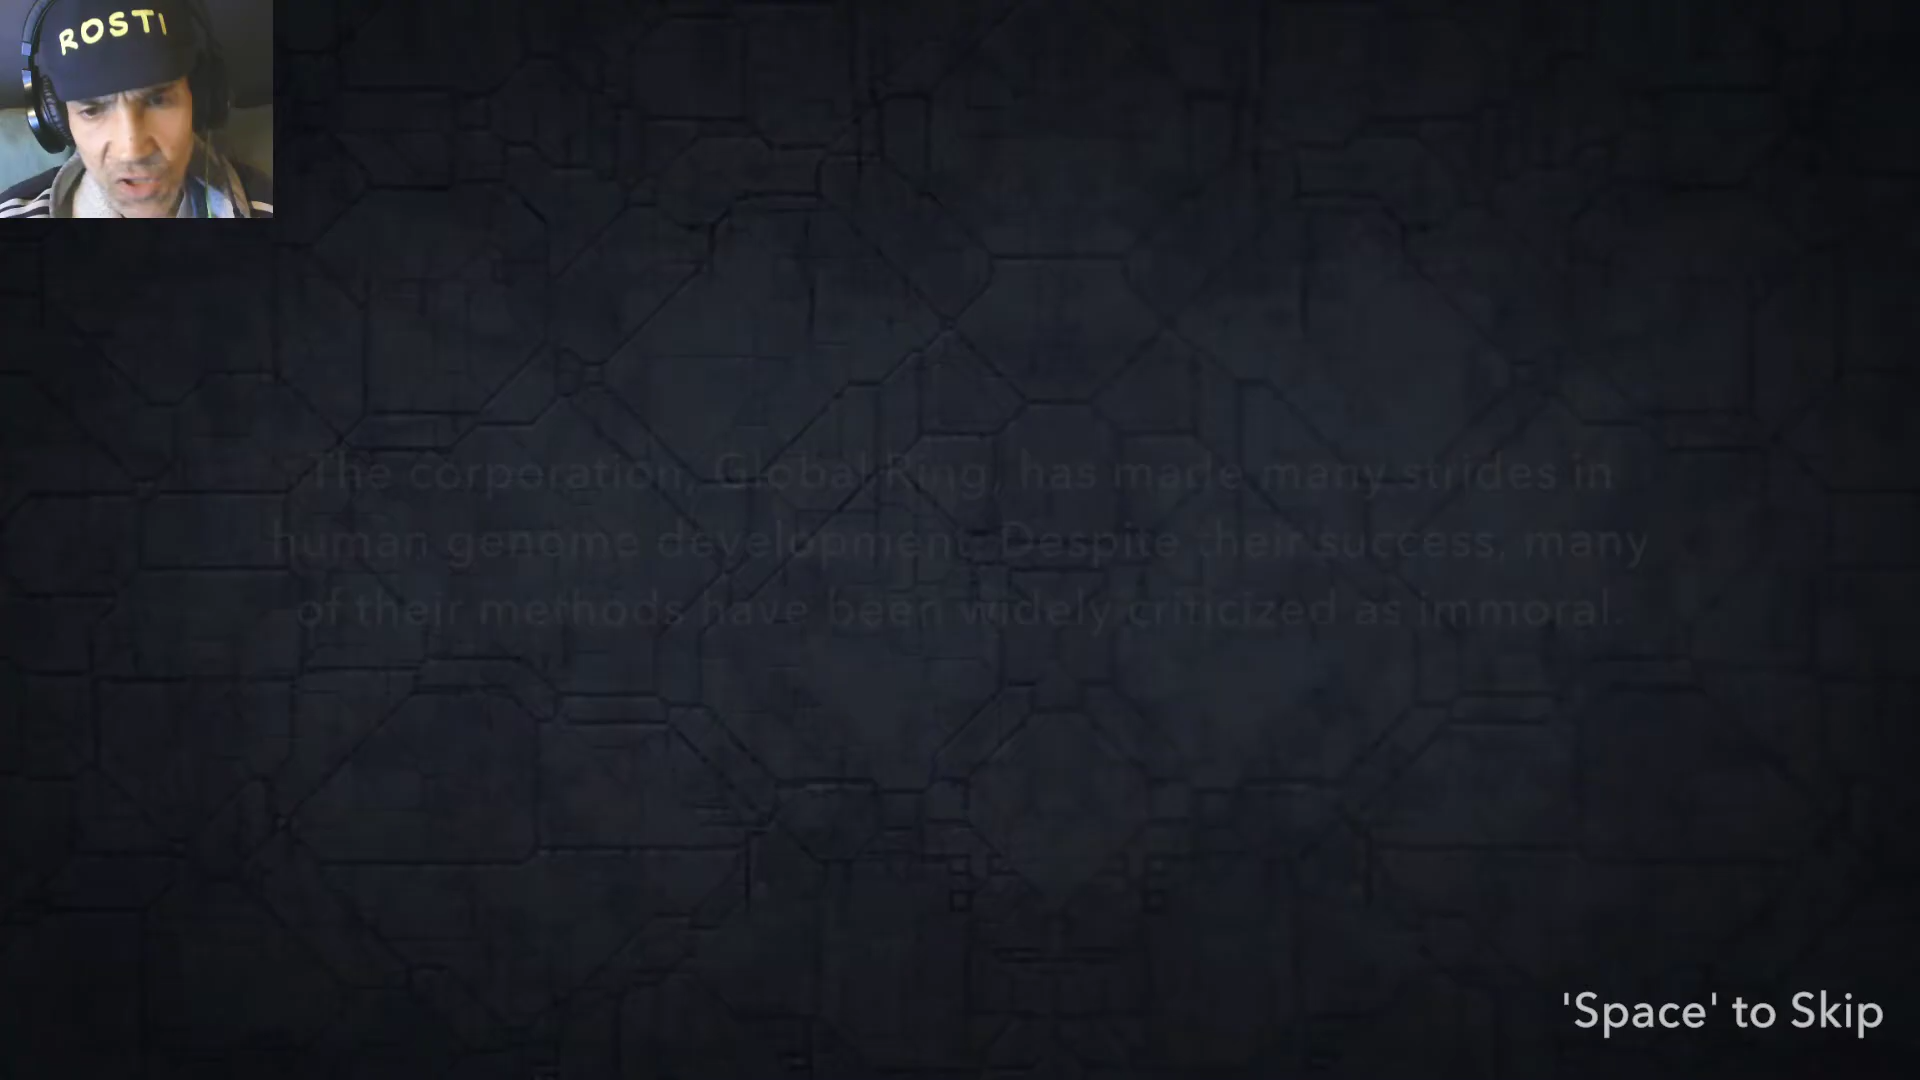 ROSTI
The corporation, Global Ring, has made many strides in
human genome development. Despite their success, many
of their methods have been widely criticized as immoral.
'Space' to Skip